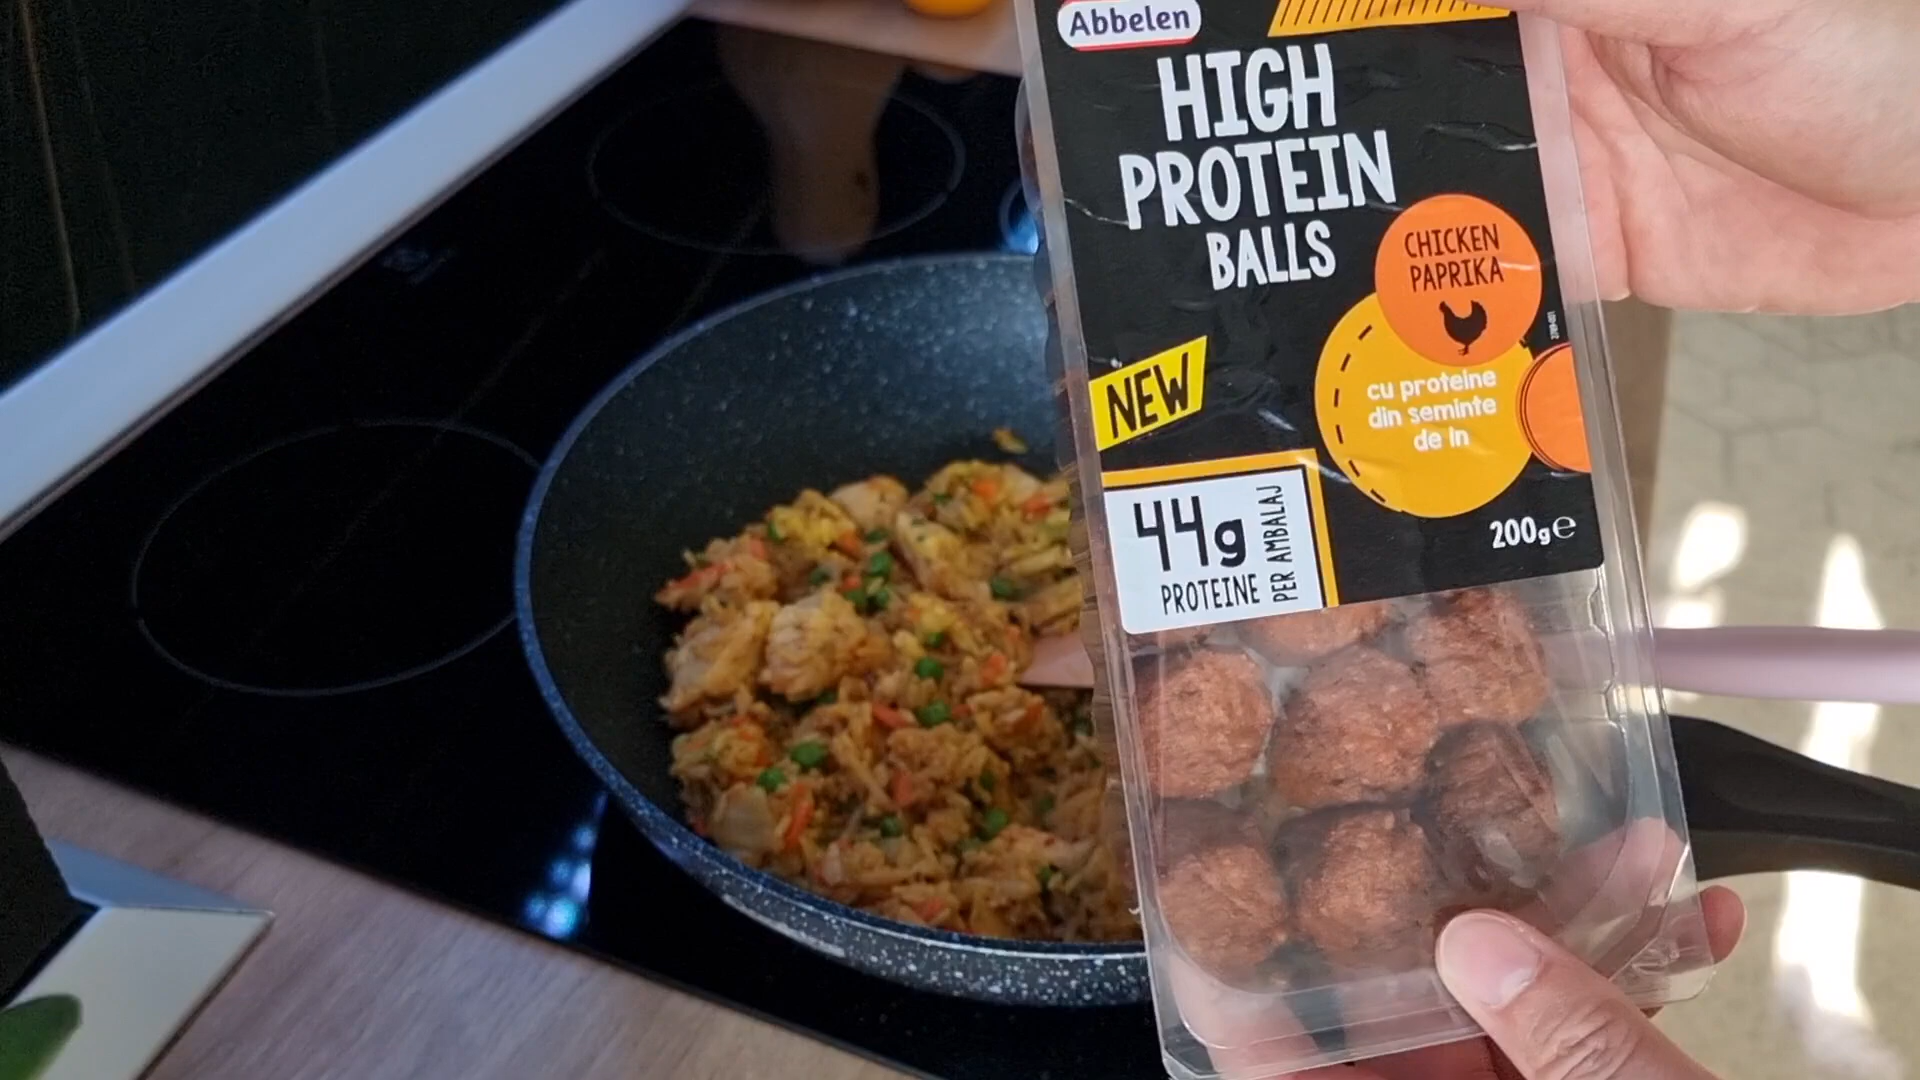 Abbelen
HIGH
PROTEIN
BALLS
CHICKEN
PAPRIKA
NEW
cu proteine
din seminte
de in
44g
PROTEINE
PER AMBALAJ
200g℮